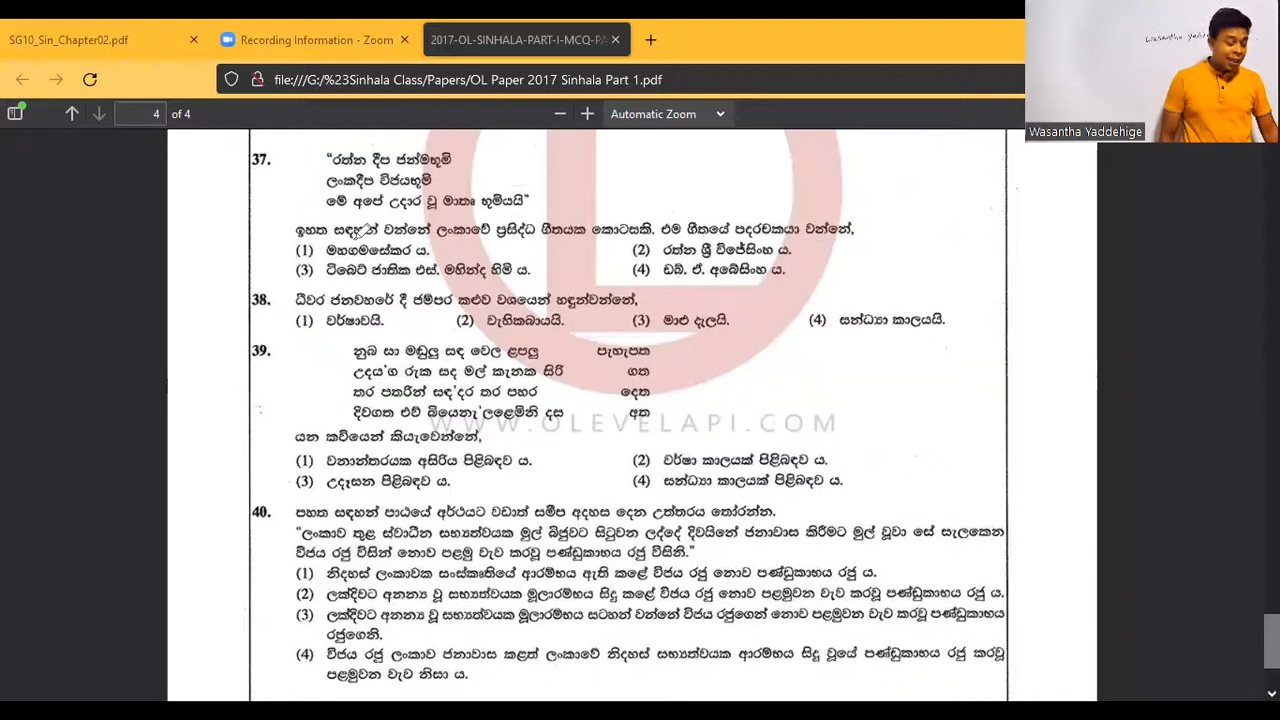 SG10_Sin_Chapter02.pdf
Recording Information - Zoom
2017-OL-SINHALA-PART-I-MCQ-PA
file:///G:/%23Sinhala Class/Papers/OL Paper 2017 Sinhala Part 1.pdf
4 of 4
Automatic Zoom
Wasantha Yaddehige
37. “රත්න දීප ජන්මභූමි
ලංකදීප විජයභූමි
මේ අපේ උදාර වූ මාතෘ භූමියයි”
ඉහත සඳහන් වන්නේ ලංකාවේ ප්‍රසිද්ධ ගීතයක කොටසකි. එම ගීතයේ පදරචකයා වන්නේ,
(1) මහගමසේකර ය. (2) රත්න ශ්‍රී විජේසිංහ ය.
(3) ටිබෙට් ජාතික එස්. මහින්ද හිමි ය. (4) ඩබ්. ඒ. අබේසිංහ ය.
38. ධීවර ජනවහරේ දී ජම්පර කළුව වශයෙන් හඳුන්වන්නේ,
(1) වර්ෂාවයි. (2) වැහිකබායයි. (3) මාළු දැලයි. (4) සන්ධ්‍යා කාලයයි.
39. නුබ සා මඬුලු සඳ වෙල ළපලු පැහැපත
උදය'ග රුක සද මල් කැනක සිරි ගත
තර පතරින් සඳ'දර තර පහර දෙත
දිවගත එව් බියෙනැ'ලළෙමිනි දස අත
යන කවියෙන් කියැවෙන්නේ,
(1) වනාන්තරයක අසිරිය පිළිබඳව ය. (2) වර්ෂා කාලයක් පිළිබඳව ය.
(3) උදෑසන පිළිබඳව ය. (4) සන්ධ්‍යා කාලයක් පිළිබඳව ය.
WWW.OLEVELAPI.COM
40. පහත සඳහන් පාඨයේ අර්ථයට වඩාත් සමීප අදහස දෙන උත්තරය තෝරන්න.
“ලංකාව තුළ ස්වාධීන සභ්‍යත්වයක මුල් බිජුවට සිටුවන ලද්දේ දිවයිනේ ජනාවාස කිරීමට මුල් වූවා සේ සැලකෙන
විජය රජු විසින් නොව පළමු වැව කරවූ පණ්ඩුකාභය රජු විසිනි.”
(1) නිදහස් ලංකාවක සංස්කෘතියේ ආරම්භය ඇති කළේ විජය රජු නොව පණ්ඩුකාභය රජු ය.
(2) ලක්දිවට අනන්‍ය වූ සභ්‍යත්වයක මූලාරම්භය සිදු කළේ විජය රජු නොව පළමුවන වැව කරවූ පණ්ඩුකාභය රජු ය.
(3) ලක්දිවට අනන්‍ය වූ සභ්‍යත්වයක මූලාරම්භය සටහන් වන්නේ විජය රජුගෙන් නොව පළමුවන වැව කරවූ පණ්ඩුකාභය
රජුගෙනි.
(4) විජය රජු ලංකාව ජනාවාස කළත් ලංකාවේ නිදහස් සභ්‍යත්වයක ආරම්භය සිදු වූයේ පණ්ඩුකාභය රජු කරවූ
පළමුවන වැව නිසා ය.